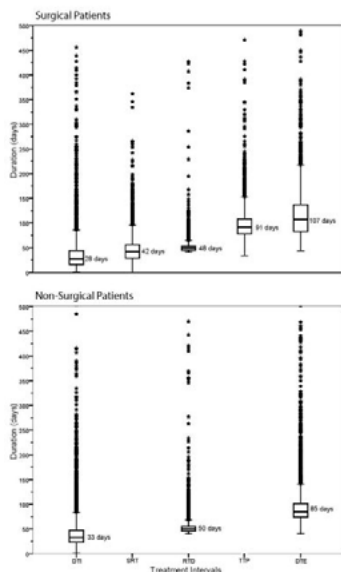 Surgical Patients
500
450
400
350
300
250
200
150
100
50
0
Duration (days)
28 days
42 days
48 days
91 days
107 days
Non-Surgical Patients
500
450
400
350
300
250
200
150
100
50
0
Duration (days)
33 days
50 days
85 days
DTI
SRT
RTD
TTP
DTE
Treatment Intervals